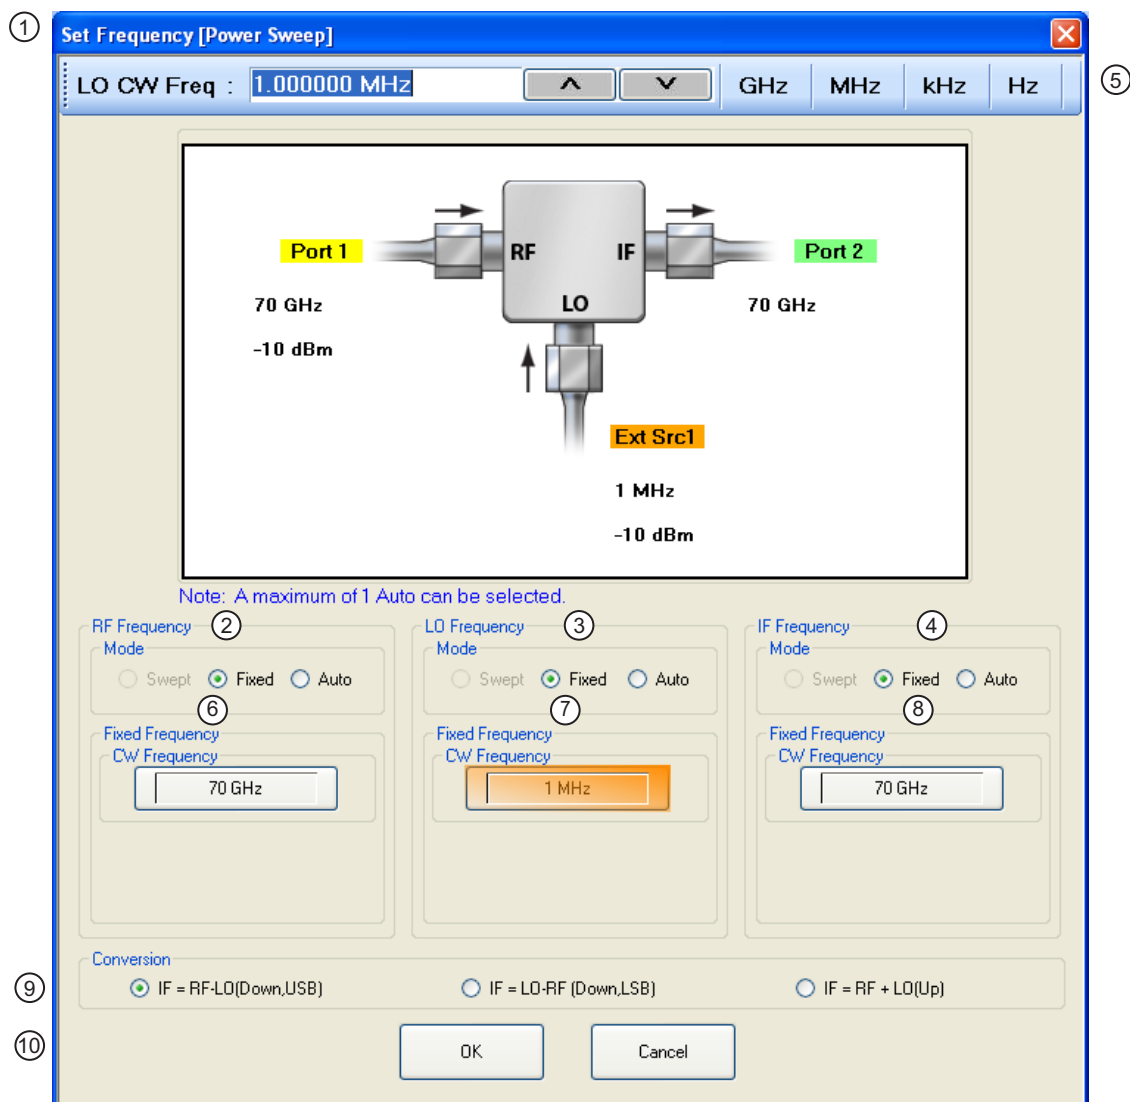 1
Set Frequency [Power Sweep]
LO CW Freq : 1.000000 MHz GHz MHz kHz Hz
5
RF IF
Port 1 Port 2
LO
70 GHz 70 GHz
-10 dBm
Ext Src1
1 MHz
-10 dBm
Note: A maximum of 1 Auto can be selected.
RF Frequency 2 LO Frequency 3 IF Frequency 4
Mode Mode Mode
Swept Fixed Auto Swept Fixed Auto Swept Fixed Auto
6 7 8
Fixed Frequency Fixed Frequency Fixed Frequency
CW Frequency CW Frequency CW Frequency
70 GHz 1 MHz 70 GHz
Conversion
9 IF = RF-LO(Down,USB) IF = LO-RF (Down,LSB) IF = RF + LO(Up)
10 OK Cancel